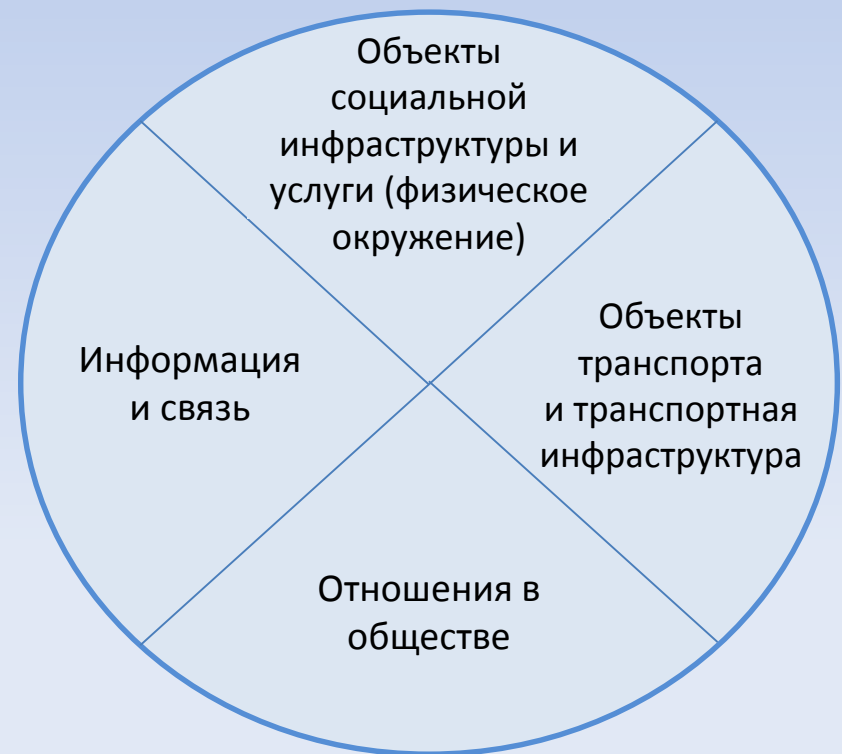 Объекты
социальной
инфраструктуры и
услуги (физическое
окружение)
Информация
и связь
Объекты
транспорта
и транспортная
инфраструктура
Отношения в
обществе